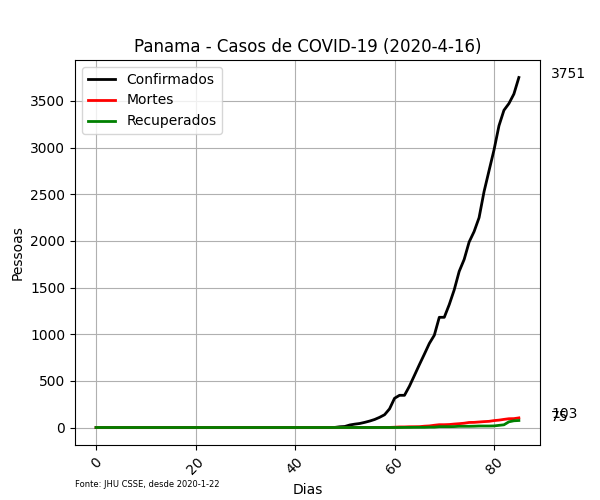 Panama - Casos de COVID-19 (2020-4-16)
Confirmados
Mortes
Recuperados
3751
103
75
3500
3000
2500
2000
1500
1000
500
0
Pessoas
0
20
40
60
80
Dias
Fonte: JHU CSSE, desde 2020-1-22